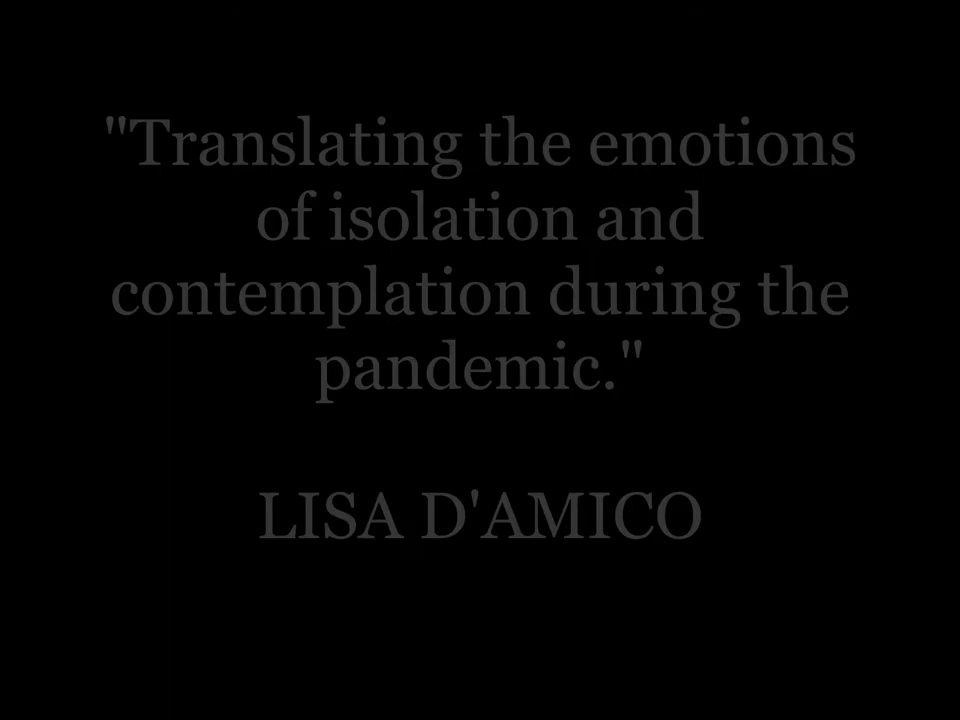 "Translating the emotions
of isolation and
contemplation during the
pandemic."
LISA D'AMICO